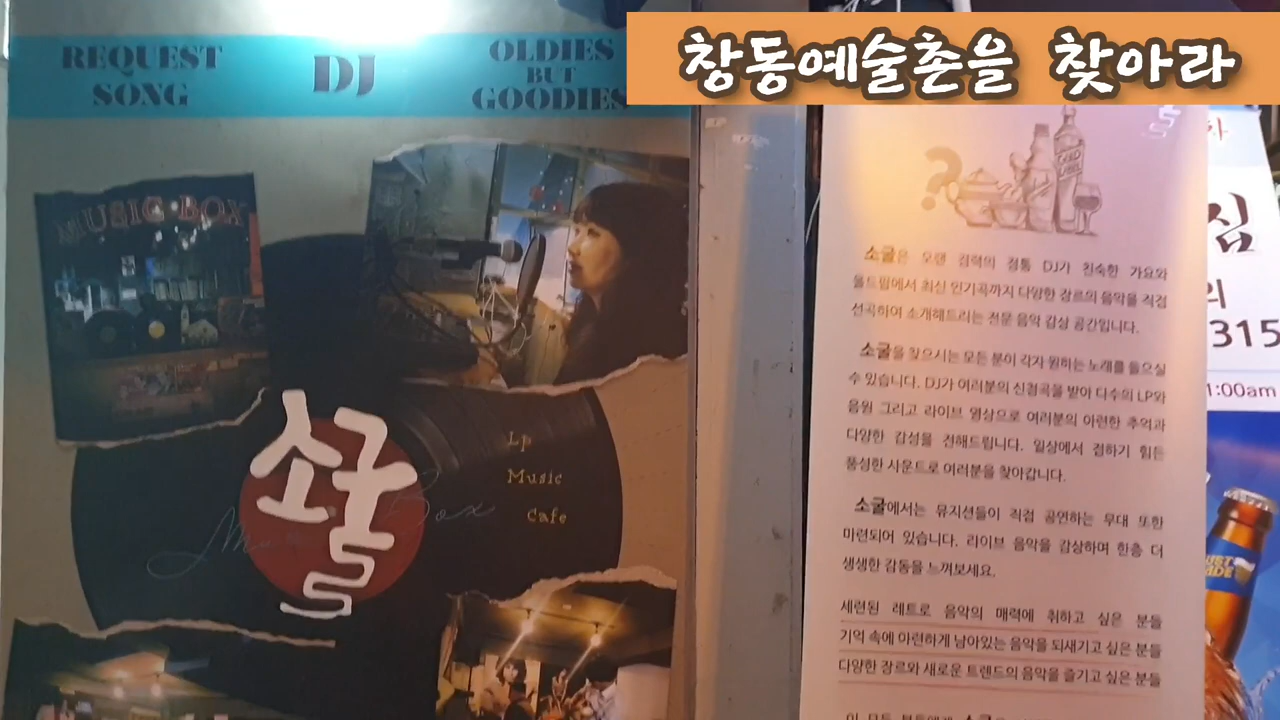 창동예술촌을 찾아라
REQUEST
SONG
DJ
OLDIES
BUT
GOODIES
MUSIC BOX
소굴
Lp
Music
Cafe
Music Box
소굴은 오랜 경력의 정통 DJ가 친숙한 가요와
올드팝에서 최신 인기곡까지 다양한 장르의 음악을 직접
선곡하여 소개해드리는 전문 음악 감상 공간입니다.
소굴을 찾으시는 모든 분이 각자 원하는 노래를 들으실
수 있습니다. DJ가 여러분의 신청곡을 받아 다수의 LP와
음원 그리고 라이브 영상으로 여러분의 아련한 추억과
다양한 감성을 전해드립니다. 일상에서 접하기 힘든
풍성한 사운드로 여러분을 찾아갑니다.
소굴에서는 뮤지션들이 직접 공연하는 무대 또한
마련되어 있습니다. 라이브 음악을 감상하며 한층 더
생생한 감동을 느껴보세요.
세련된 레트로 음악의 매력에 취하고 싶은 분들
기억 속에 아련하게 남아있는 음악을 되새기고 싶은 분들
다양한 장르와 새로운 트렌드의 음악을 즐기고 싶은 분들
이 모든 분들에게 소굴
심
의
315
1:00am